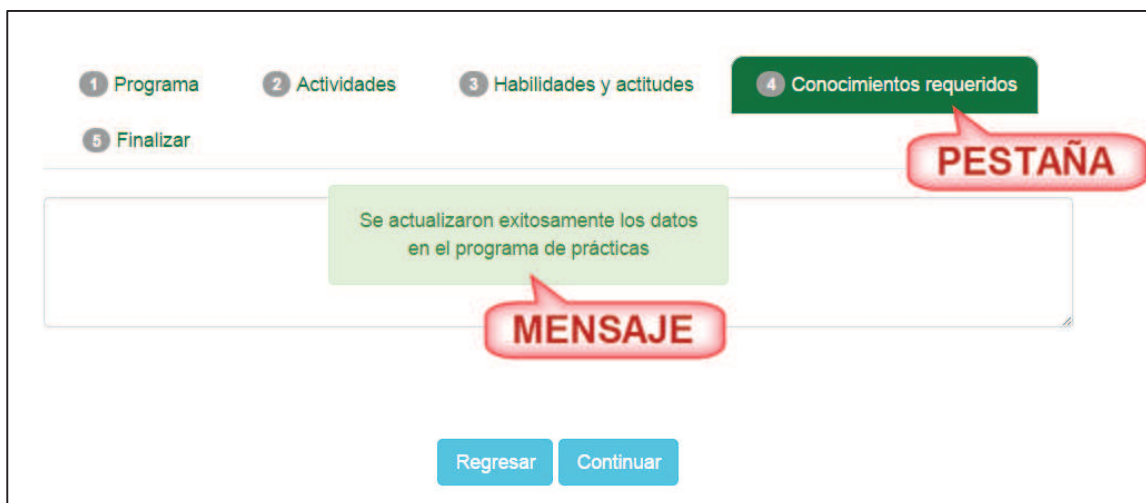 1 Programa
2 Actividades
3 Habilidades y actitudes
4 Conocimientos requeridos
5 Finalizar
PESTAÑA
Se actualizaron exitosamente los datos
en el programa de prácticas
MENSAJE
Regresar
Continuar